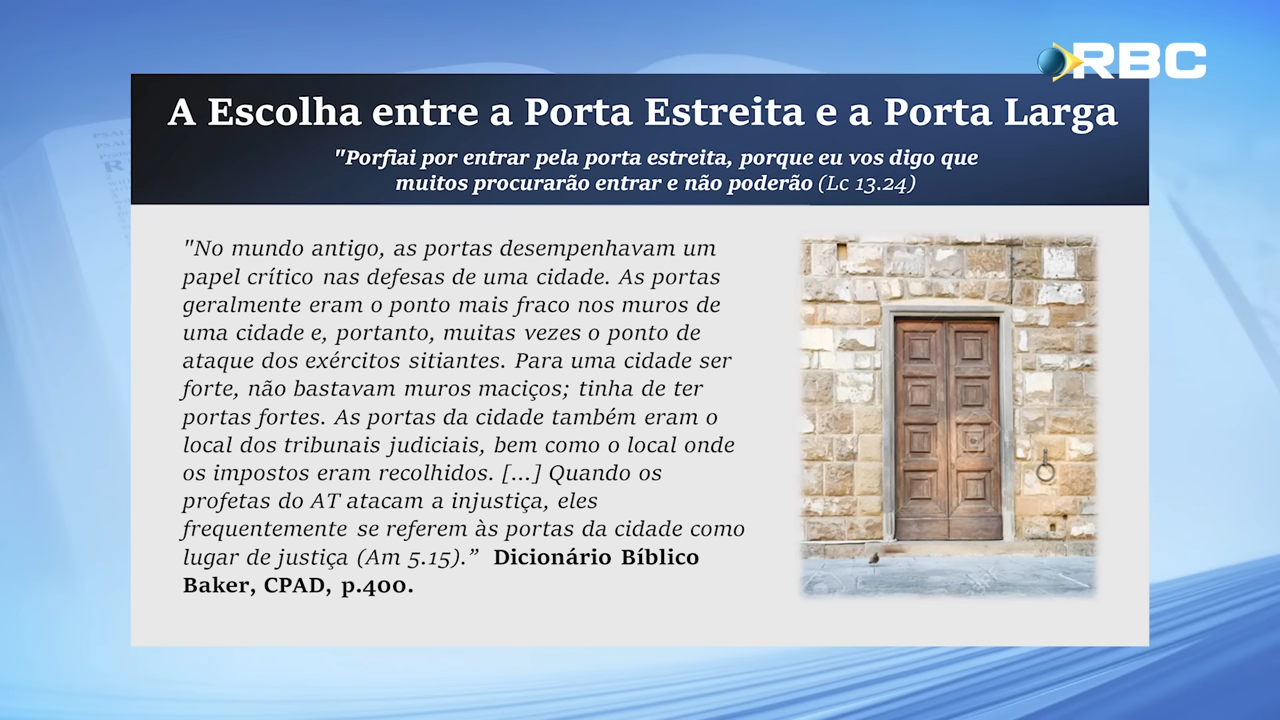 RBC
A Escolha entre a Porta Estreita e a Porta Larga
"Porfiai por entrar pela porta estreita, porque eu vos digo que
muitos procurarão entrar e não poderão (Lc 13.24)
"No mundo antigo, as portas desempenhavam um
papel crítico nas defesas de uma cidade. As portas
geralmente eram o ponto mais fraco nos muros de
uma cidade e, portanto, muitas vezes o ponto de
ataque dos exércitos sitiantes. Para uma cidade ser
forte, não bastavam muros maciços; tinha de ter
portas fortes. As portas da cidade também eram o
local dos tribunais judiciais, bem como o local onde
os impostos eram recolhidos. [...] Quando os
profetas do AT atacam a injustiça, eles
frequentemente se referem às portas da cidade como
lugar de justiça (Am 5.15).” Dicionário Bíblico
Baker, CPAD, p.400.